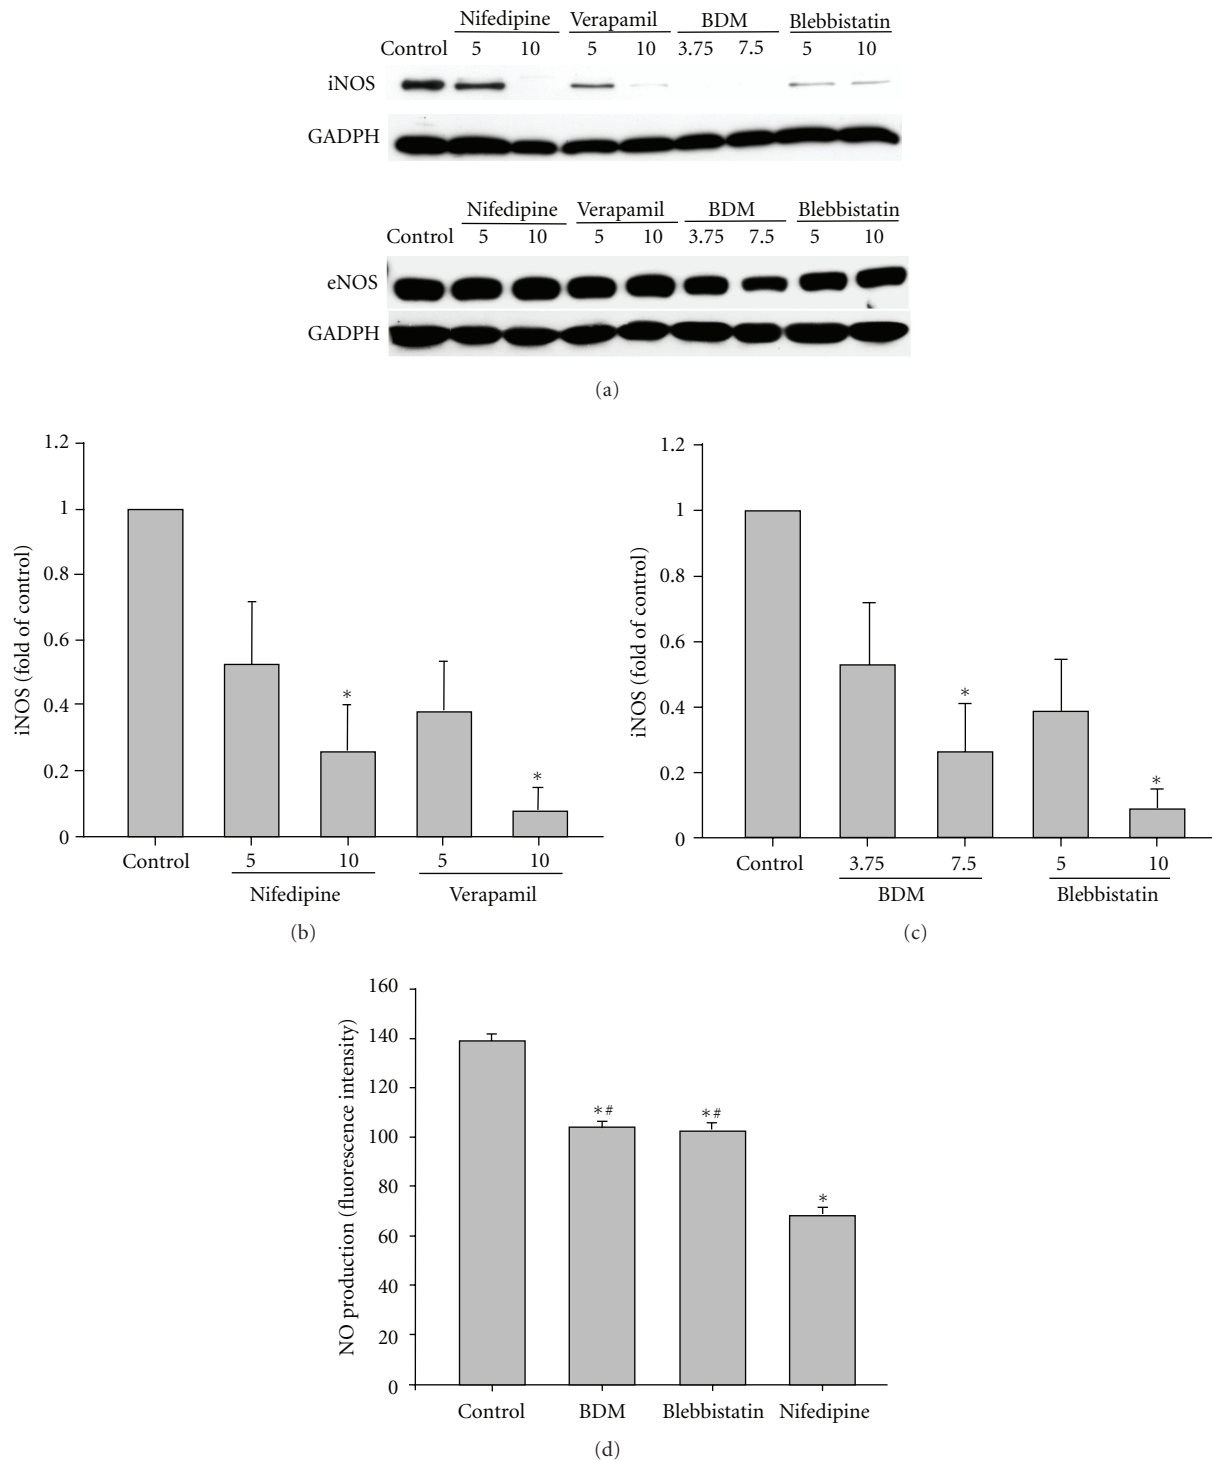 Nifedipine Verapamil BDM Blebbistatin
Control 5 10 5 10 3.75 7.5 5 10
iNOS
GADPH
Nifedipine Verapamil BDM Blebbistatin
Control 5 10 5 10 3.75 7.5 5 10
eNOS
GADPH
(a)
iNOS (fold of control)
1.2
1
0.8
0.6
0.4
0.2
0
*
*
Control 5 10 5 10
Nifedipine Verapamil
(b)
iNOS (fold of control)
1.2
1
0.8
0.6
0.4
0.2
0
*
*
Control 3.75 7.5 5 10
BDM Blebbistatin
(c)
NO production (fluorescence intensity)
160
140
120
100
80
60
40
20
0
*#
*#
*
Control BDM Blebbistatin Nifedipine
(d)